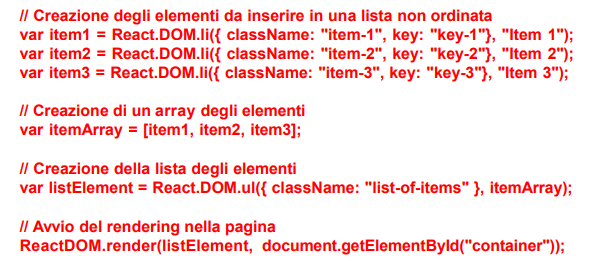 // Creazione degli elementi da inserire in una lista non ordinata
var item1 = React.DOM.li({ className: "item-1", key: "key-1"}, "Item 1");
var item2 = React.DOM.li({ className: "item-2", key: "key-2"}, "Item 2");
var item3 = React.DOM.li({ className: "item-3", key: "key-3"}, "Item 3");
// Creazione di un array degli elementi
var itemArray = [item1, item2, item3];
// Creazione della lista degli elementi
var listElement = React.DOM.ul({ className: "list-of-items" }, itemArray);
// Avvio del rendering nella pagina
ReactDOM.render(listElement, document.getElementById("container"));